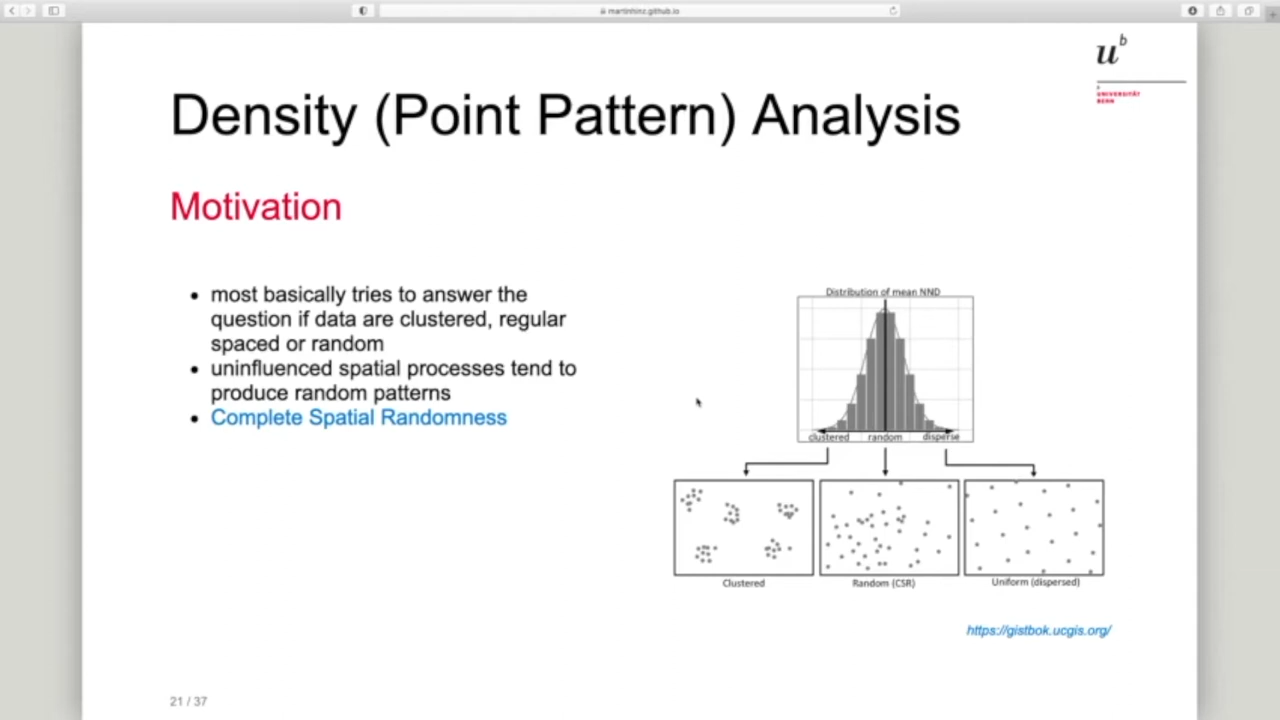 martinhinz.github.io
u^b
UNIVERSITÄT
BERN
Density (Point Pattern) Analysis
Motivation
• most basically tries to answer the
question if data are clustered, regular
spaced or random
• uninfluenced spatial processes tend to
produce random patterns
• Complete Spatial Randomness
Distribution of mean NND
clustered random disperse
Clustered Random (CSR) Uniform (dispersed)
https://gistbok.ucgis.org/
21 / 37